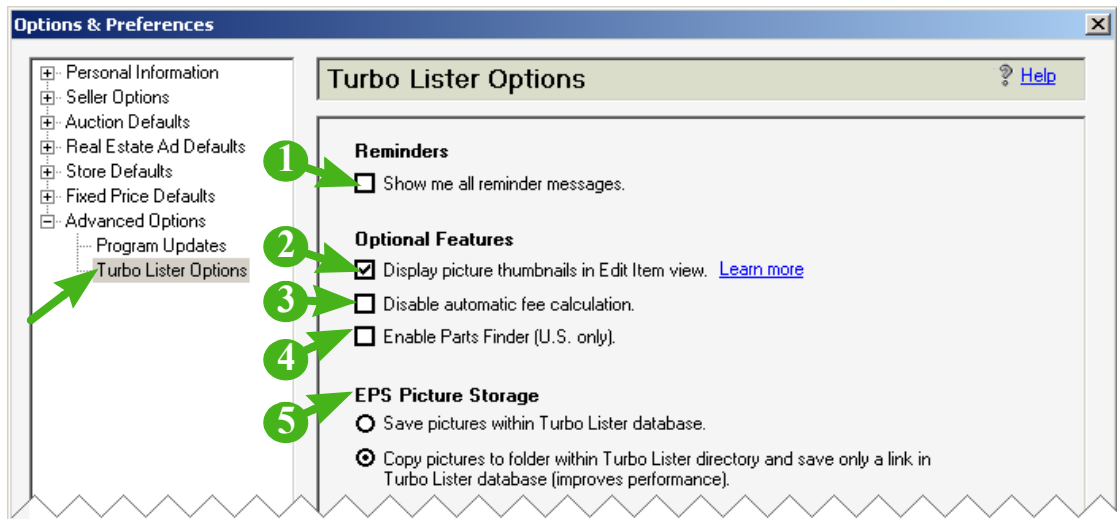 Options & Preferences
Personal Information
Seller Options
Auction Defaults
Real Estate Ad Defaults
Store Defaults
Fixed Price Defaults
Advanced Options
Program Updates
Turbo Lister Options
Turbo Lister Options
? Help
Reminders
1
Show me all reminder messages.
Optional Features
2
Display picture thumbnails in Edit Item view. Learn more
3
Disable automatic fee calculation.
4
Enable Parts Finder (U.S. only).
EPS Picture Storage
5
Save pictures within Turbo Lister database.
Copy pictures to folder within Turbo Lister directory and save only a link in
Turbo Lister database (improves performance).